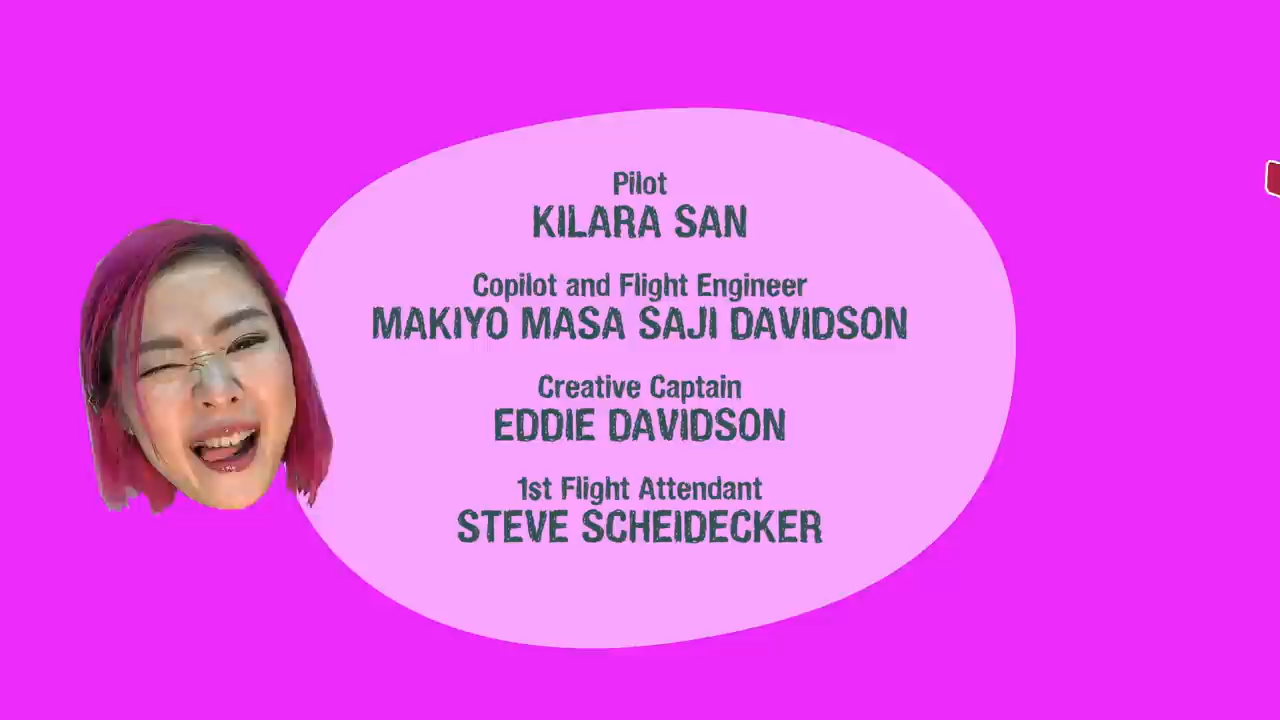 Pilot
KILARA SAN
Copilot and Flight Engineer
MAKIYO MASA SAJI DAVIDSON
Creative Captain
EDDIE DAVIDSON
1st Flight Attendant
STEVE SCHEIDECKER